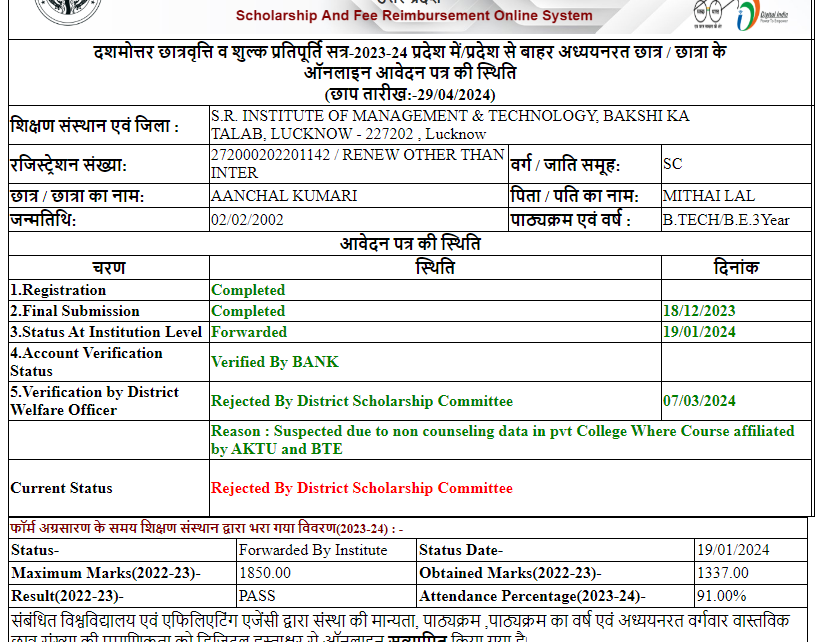 Scholarship And Fee Reimbursement Online System
Digital India
Power To Empower
दशमोत्तर छात्रवृत्ति व शुल्क प्रतिपूर्ति सत्र-2023-24 प्रदेश में/प्रदेश से बाहर अध्ययनरत छात्र / छात्रा के
ऑनलाइन आवेदन पत्र की स्थिति
(छाप तारीख:-29/04/2024)
शिक्षण संस्थान एवं जिला : S.R. INSTITUTE OF MANAGEMENT & TECHNOLOGY, BAKSHI KA
TALAB, LUCKNOW - 227202 , Lucknow
रजिस्ट्रेशन संख्या: 272000202201142 / RENEW OTHER THAN
INTER
वर्ग / जाति समूह: SC
छात्र / छात्रा का नाम: AANCHAL KUMARI पिता / पति का नाम: MITHAI LAL
जन्मतिथि: 02/02/2002 पाठ्यक्रम एवं वर्ष : B.TECH/B.E.3Year
आवेदन पत्र की स्थिति
चरण स्थिति दिनांक
1.Registration Completed
2.Final Submission Completed 18/12/2023
3.Status At Institution Level Forwarded 19/01/2024
4.Account Verification
Status
Verified By BANK
5.Verification by District
Welfare Officer
Rejected By District Scholarship Committee 07/03/2024
Reason : Suspected due to non counseling data in pvt College Where Course affiliated
by AKTU and BTE
Current Status Rejected By District Scholarship Committee
फॉर्म अग्रसारण के समय शिक्षण संस्थान द्वारा भरा गया विवरण(2023-24) : -
Status- Forwarded By Institute Status Date- 19/01/2024
Maximum Marks(2022-23)- 1850.00 Obtained Marks(2022-23)- 1337.00
Result(2022-23)- PASS Attendance Percentage(2023-24)- 91.00%
संबंधित विश्वविद्यालय एवं एफिलिएटिंग एजेंसी द्वारा संस्था की मान्यता, पाठ्यक्रम ,पाठ्यक्रम का वर्ष एवं अध्ययनरत वर्गवार वास्तविक